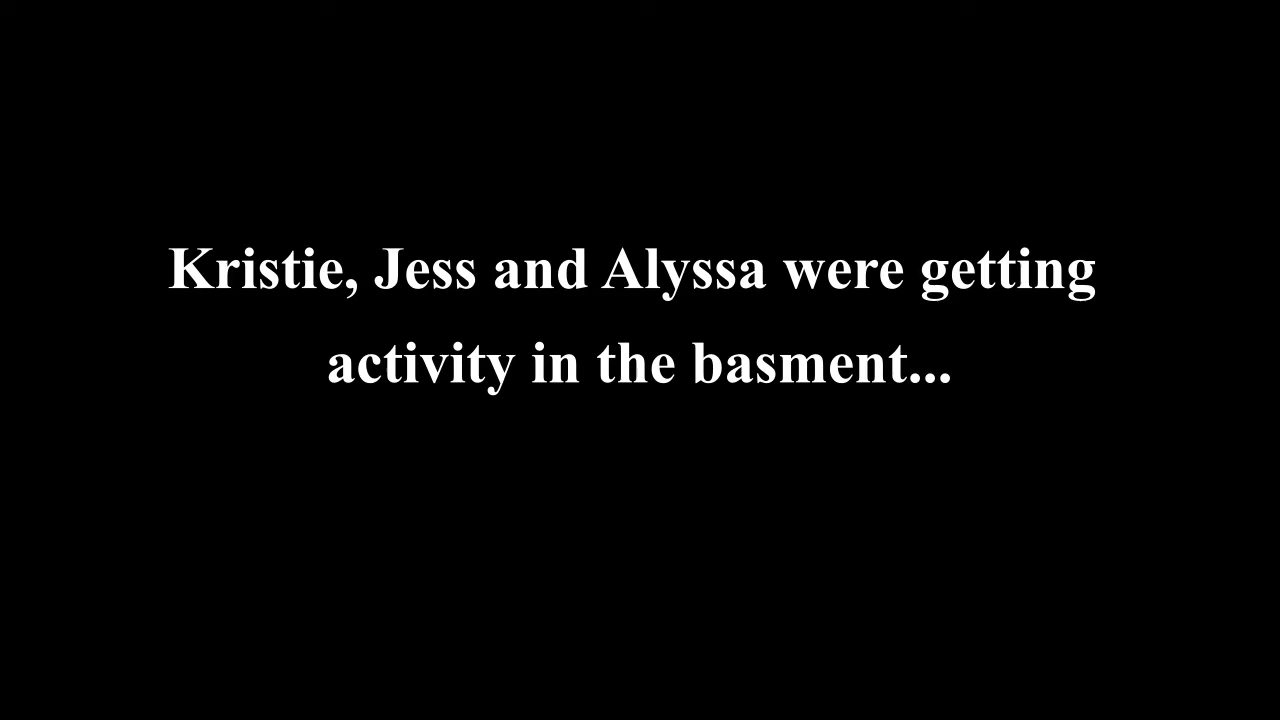 Kristie, Jess and Alyssa were getting
activity in the basment...